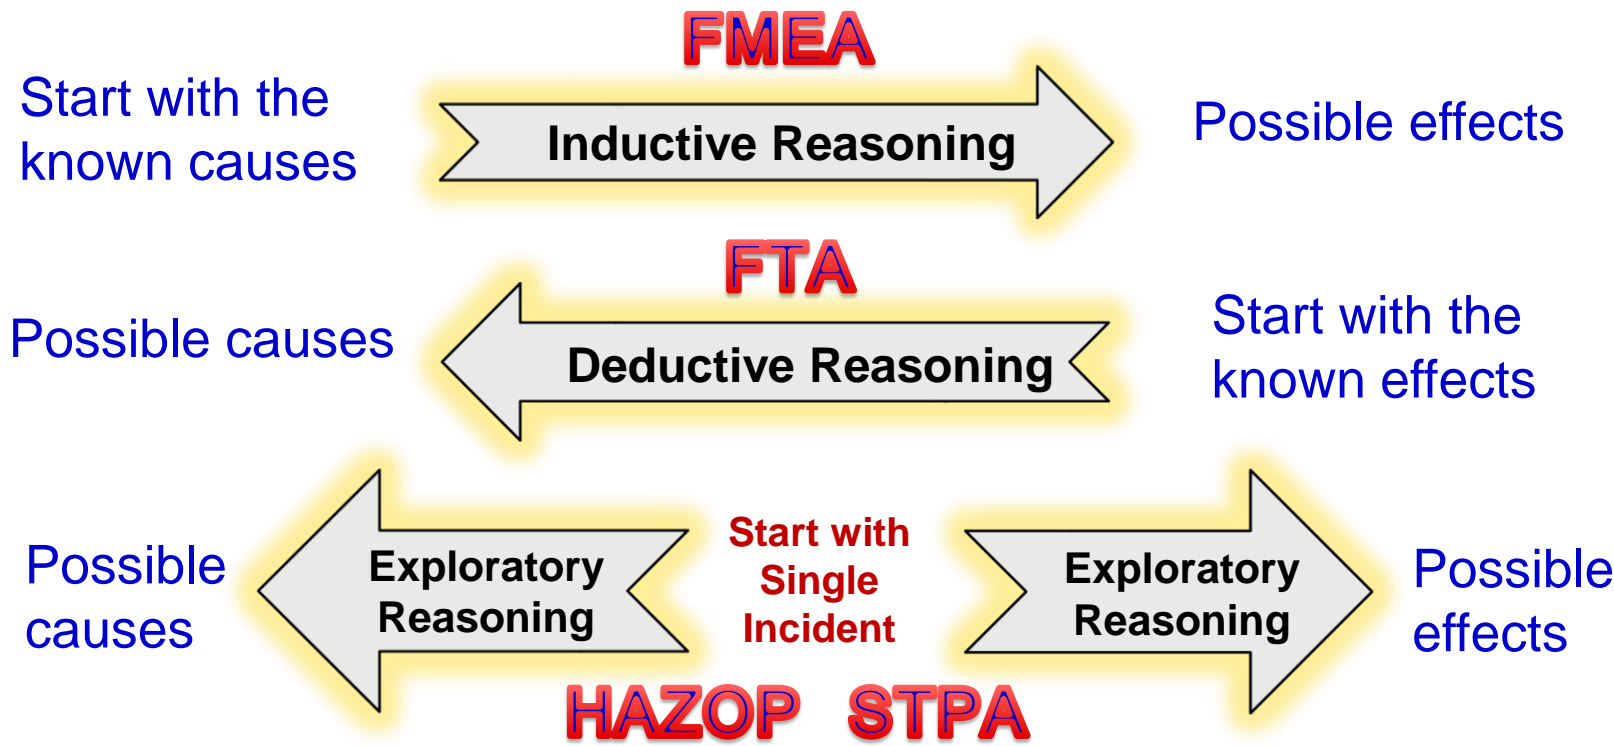 FMEA
Start with the
known causes
Inductive Reasoning
Possible effects
FTA
Possible causes
Deductive Reasoning
Start with the
known effects
Possible
causes
Exploratory
Reasoning
Start with
Single
Incident
Exploratory
Reasoning
Possible
effects
HAZOP STPA